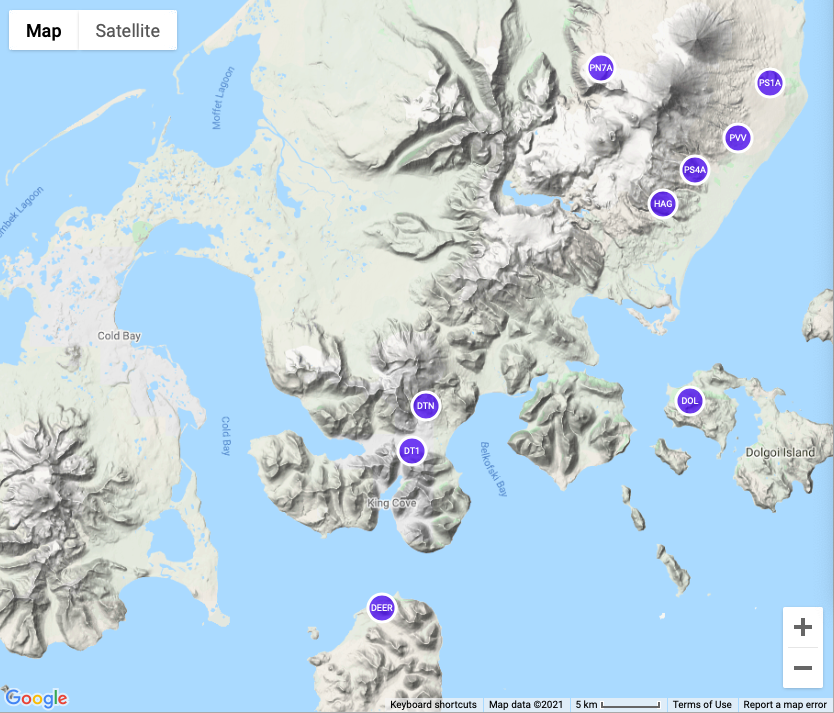 Map Satellite
Moffet Lagoon
mbek Lagoon
PN7A
PS1A
PVV
PS4A
HAG
Cold Bay
Cold Bay
DTN
DT1
DOL
Belkofski Bay
Dolgoi Island
King Cove
DEER
Google
Keyboard shortcuts Map data ©2021 5 km Terms of Use Report a map error